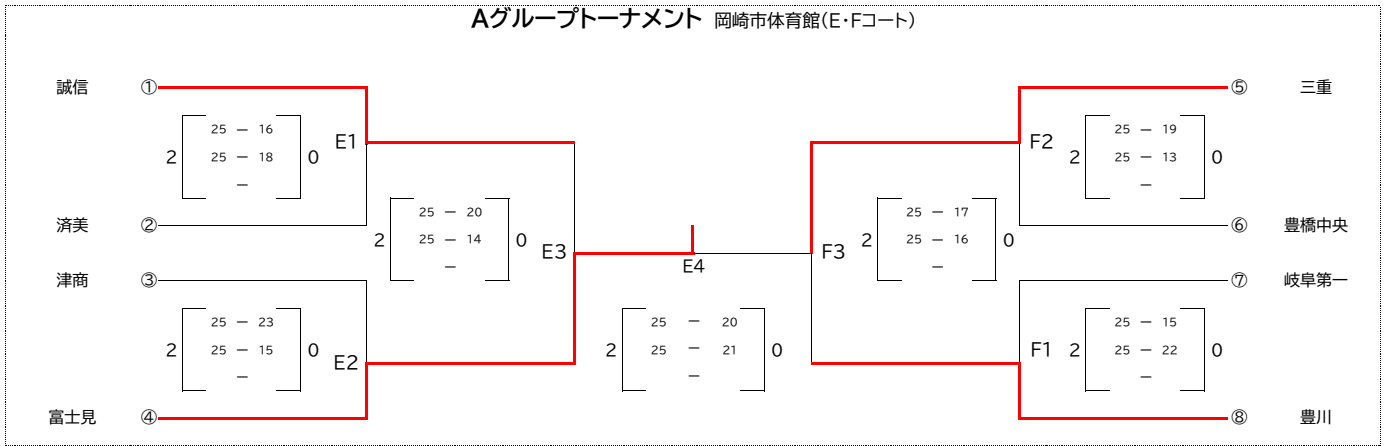 Aグループトーナメント 岡崎市体育館(E・Fコート)
誠信 ① ⑤ 三重
25 － 16
2 25 － 18 0 E1
－
F2 25 － 19
2 25 － 13 0
－
済美 ② ⑥ 豊橋中央
25 － 20
2 25 － 14 0 E3
－
E4
25 － 17
F3 2 25 － 16 0
－
津商 ③ ⑦ 岐阜第一
25 － 23
2 25 － 15 0 E2
－
25 － 20
2 25 － 21 0
－
25 － 15
F1 2 25 － 22 0
－
富士見 ④ ⑧ 豊川